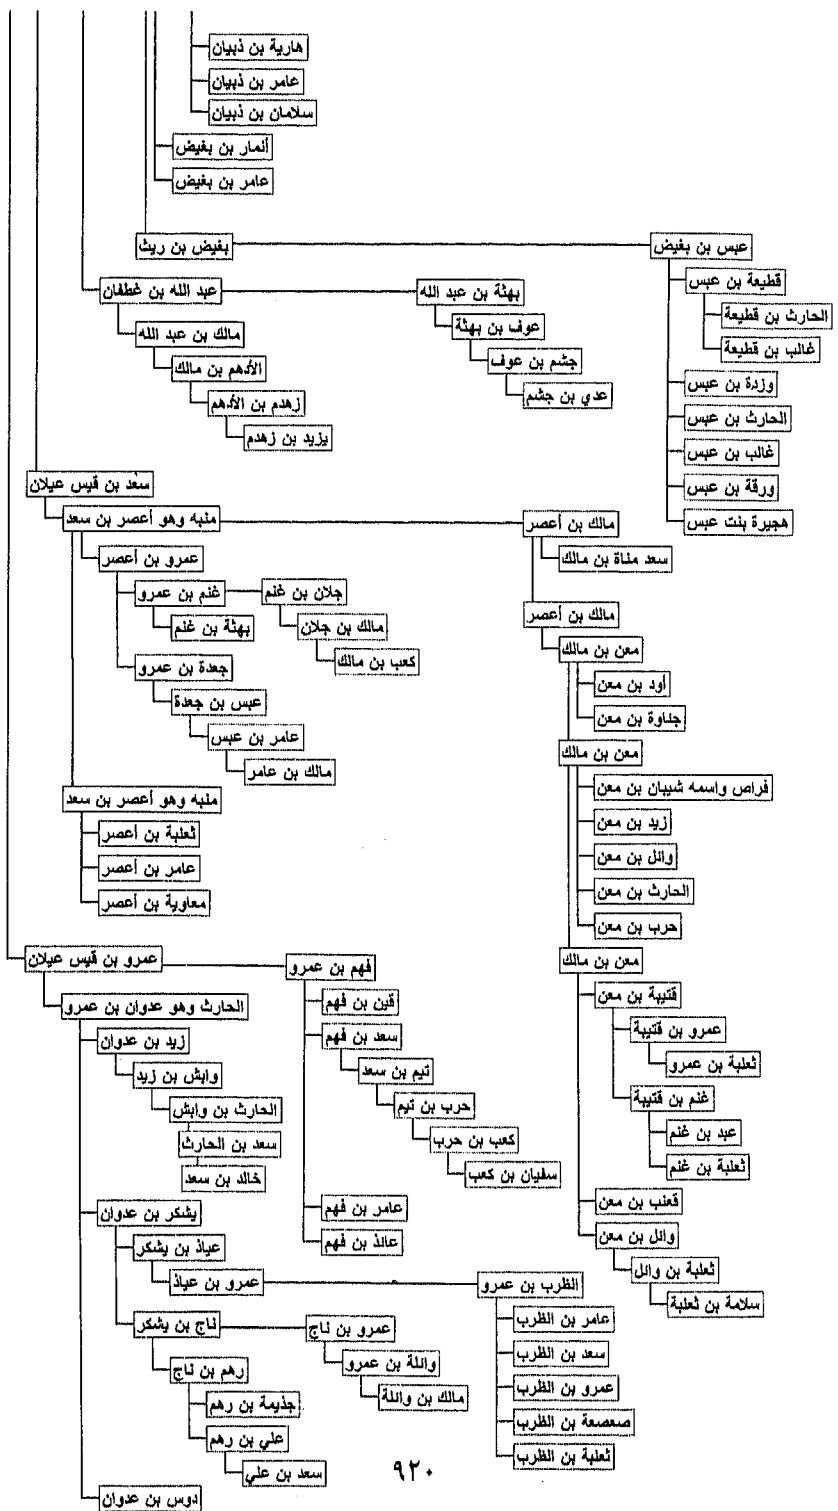 هاربة بن ذبيان
عامر بن ذبيان
سلامان بن ذبيان
أنمار بن بغيض
عامر بن بغيض
بغيض بن ريث
عبس بن بغيض
قطيعة بن عبس
الحارث بن قطيعة
غالب بن قطيعة
وزدة بن عبس
الحارث بن عبس
غالب بن عبس
ورقة بن عبس
هجيرة بنت عبس
عبد الله بن غطفان
بهثة بن عبد الله
عوف بن بهثة
جشم بن عوف
عدي بن جشم
مالك بن عبد الله
الأدهم بن مالك
زهدم بن الأدهم
يزيد بن زهدم
سعد بن قيس عيلان
منبه وهو أعصر بن سعد
مالك بن أعصر
سعد مناة بن مالك
مالك بن أعصر
معن بن مالك
أود بن معن
جئاوة بن معن
معن بن مالك
فراص واسمه شيبان بن معن
زيد بن معن
وائل بن معن
الحارث بن معن
حرب بن معن
معن بن مالك
قتيبة بن معن
عمرو بن قتيبة
ثعلبة بن عمرو
غنم بن قتيبة
عبد بن غنم
ثعلبة بن غنم
قعنب بن معن
وائل بن معن
ثعلبة بن وائل
سلامة بن ثعلبة
عمرو بن أعصر
غنم بن عمرو
جلان بن غنم
مالك بن جلان
كعب بن مالك
بهثة بن غنم
جعدة بن عمرو
عبس بن جعدة
عامر بن عبس
مالك بن عامر
منبه وهو أعصر بن سعد
ثعلبة بن أعصر
عامر بن أعصر
معاوية بن أعصر
عمرو بن قيس عيلان
فهم بن عمرو
قين بن فهم
سعد بن فهم
تيم بن سعد
حرب بن تيم
كعب بن حرب
سفيان بن كعب
عامر بن فهم
عائذ بن فهم
الحارث وهو عدوان بن عمرو
زيد بن عدوان
وابش بن زيد
الحارث بن وابش
سعد بن الحارث
خالد بن سعد
يشكر بن عدوان
عياذ بن يشكر
عمرو بن عياذ
الظرب بن عمرو
عامر بن الظرب
سعد بن الظرب
عمرو بن الظرب
صعصعة بن الظرب
ثعلبة بن الظرب
ناج بن يشكر
عمرو بن ناج
وائلة بن عمرو
مالك بن وائلة
رهم بن ناج
جذيمة بن رهم
علي بن رهم
سعد بن علي
دوس بن عدوان
٩٢٠